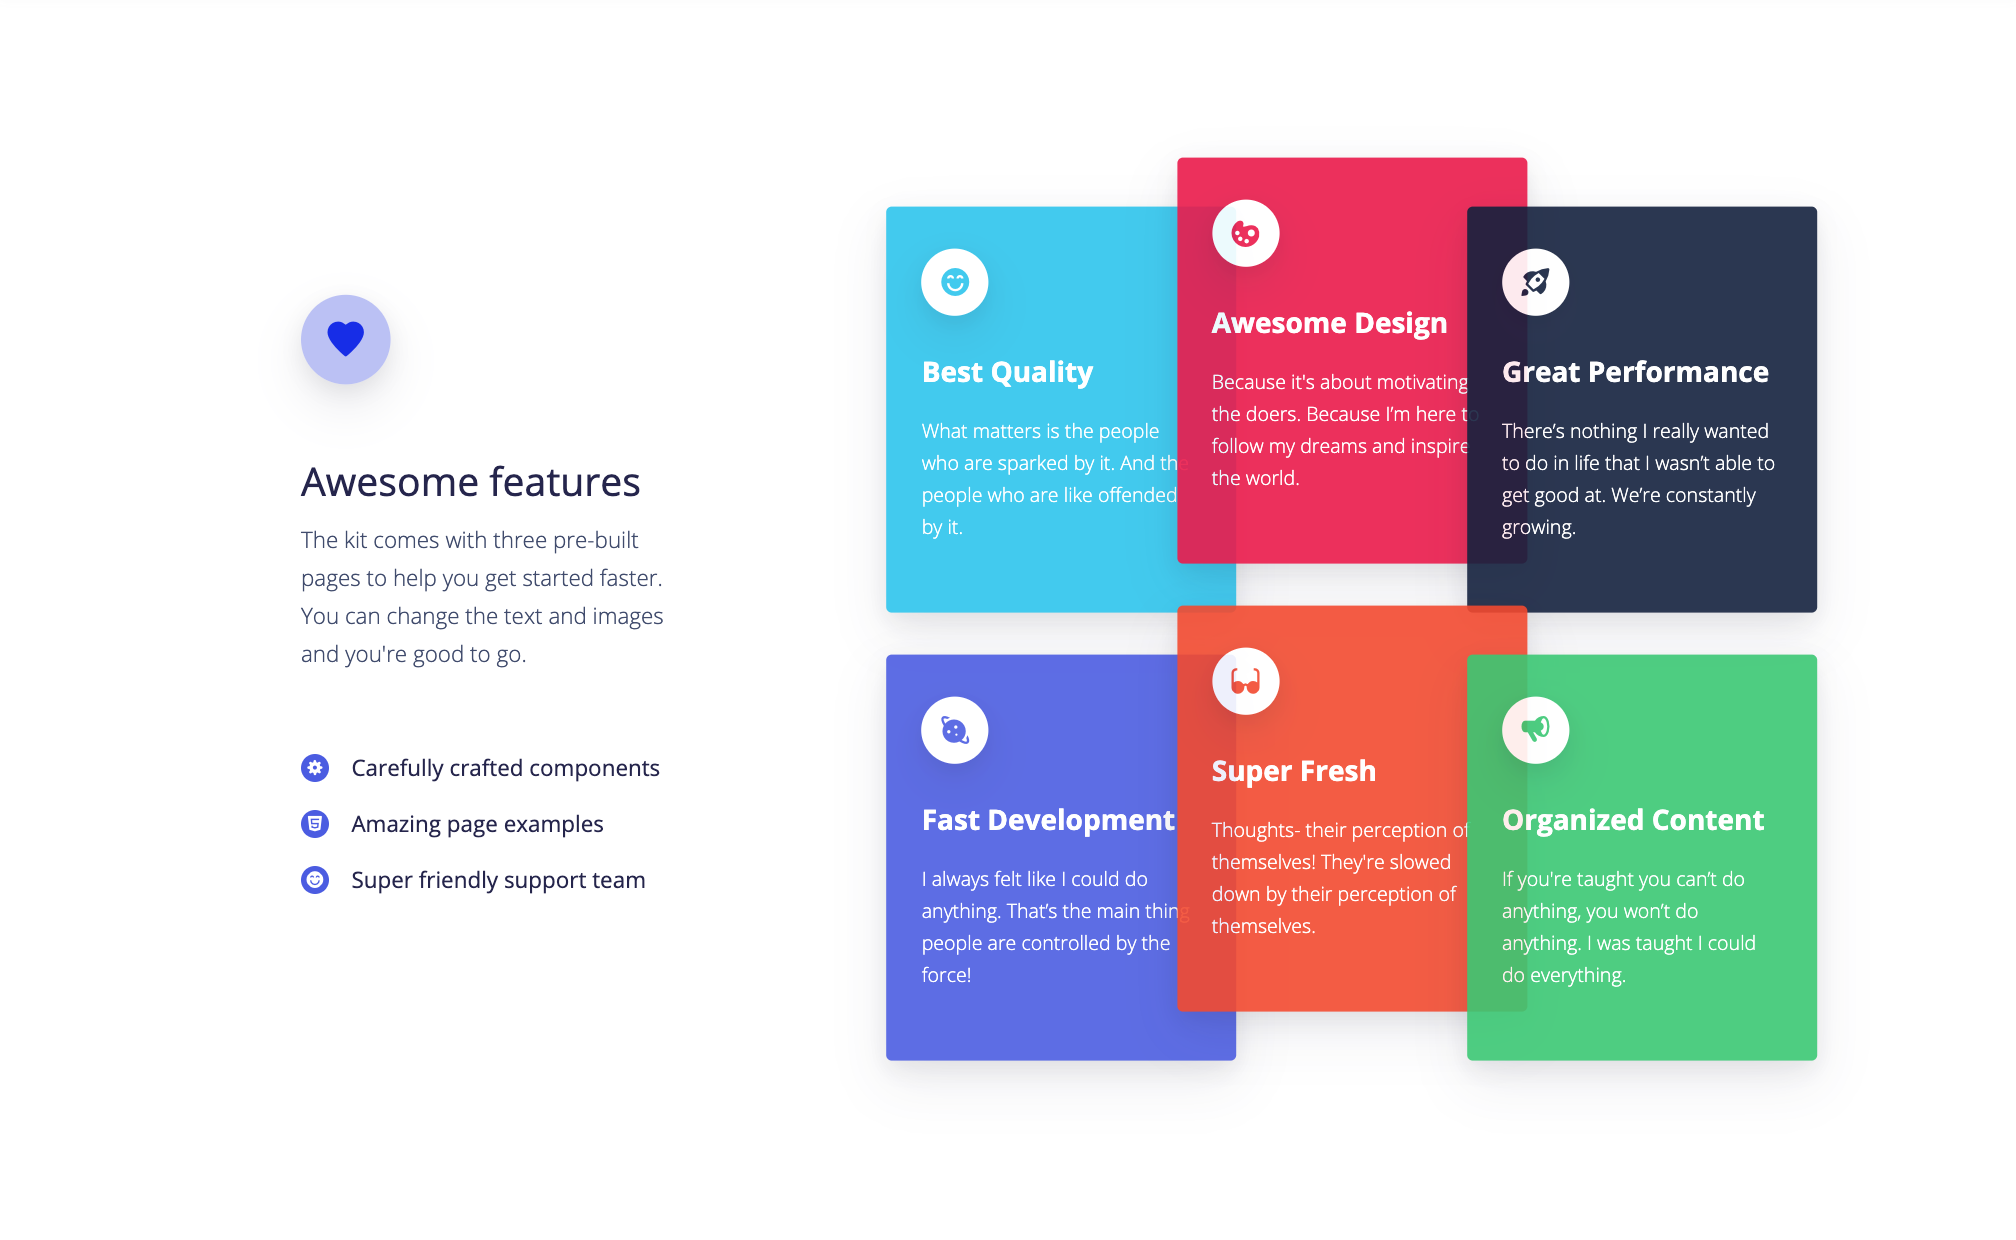 Awesome features
The kit comes with three pre-built
pages to help you get started faster.
You can change the text and images
and you're good to go.
Carefully crafted components
Amazing page examples
Super friendly support team
Best Quality
What matters is the people
who are sparked by it. And the
people who are like offended
by it.
Awesome Design
Because it's about motivating
the doers. Because I’m here to
follow my dreams and inspire
the world.
Great Performance
There’s nothing I really wanted
to do in life that I wasn’t able to
get good at. We’re constantly
growing.
Fast Development
I always felt like I could do
anything. That’s the main thing
people are controlled by the
force!
Super Fresh
Thoughts- their perception of
themselves! They're slowed
down by their perception of
themselves.
Organized Content
If you're taught you can’t do
anything, you won’t do
anything. I was taught I could
do everything.